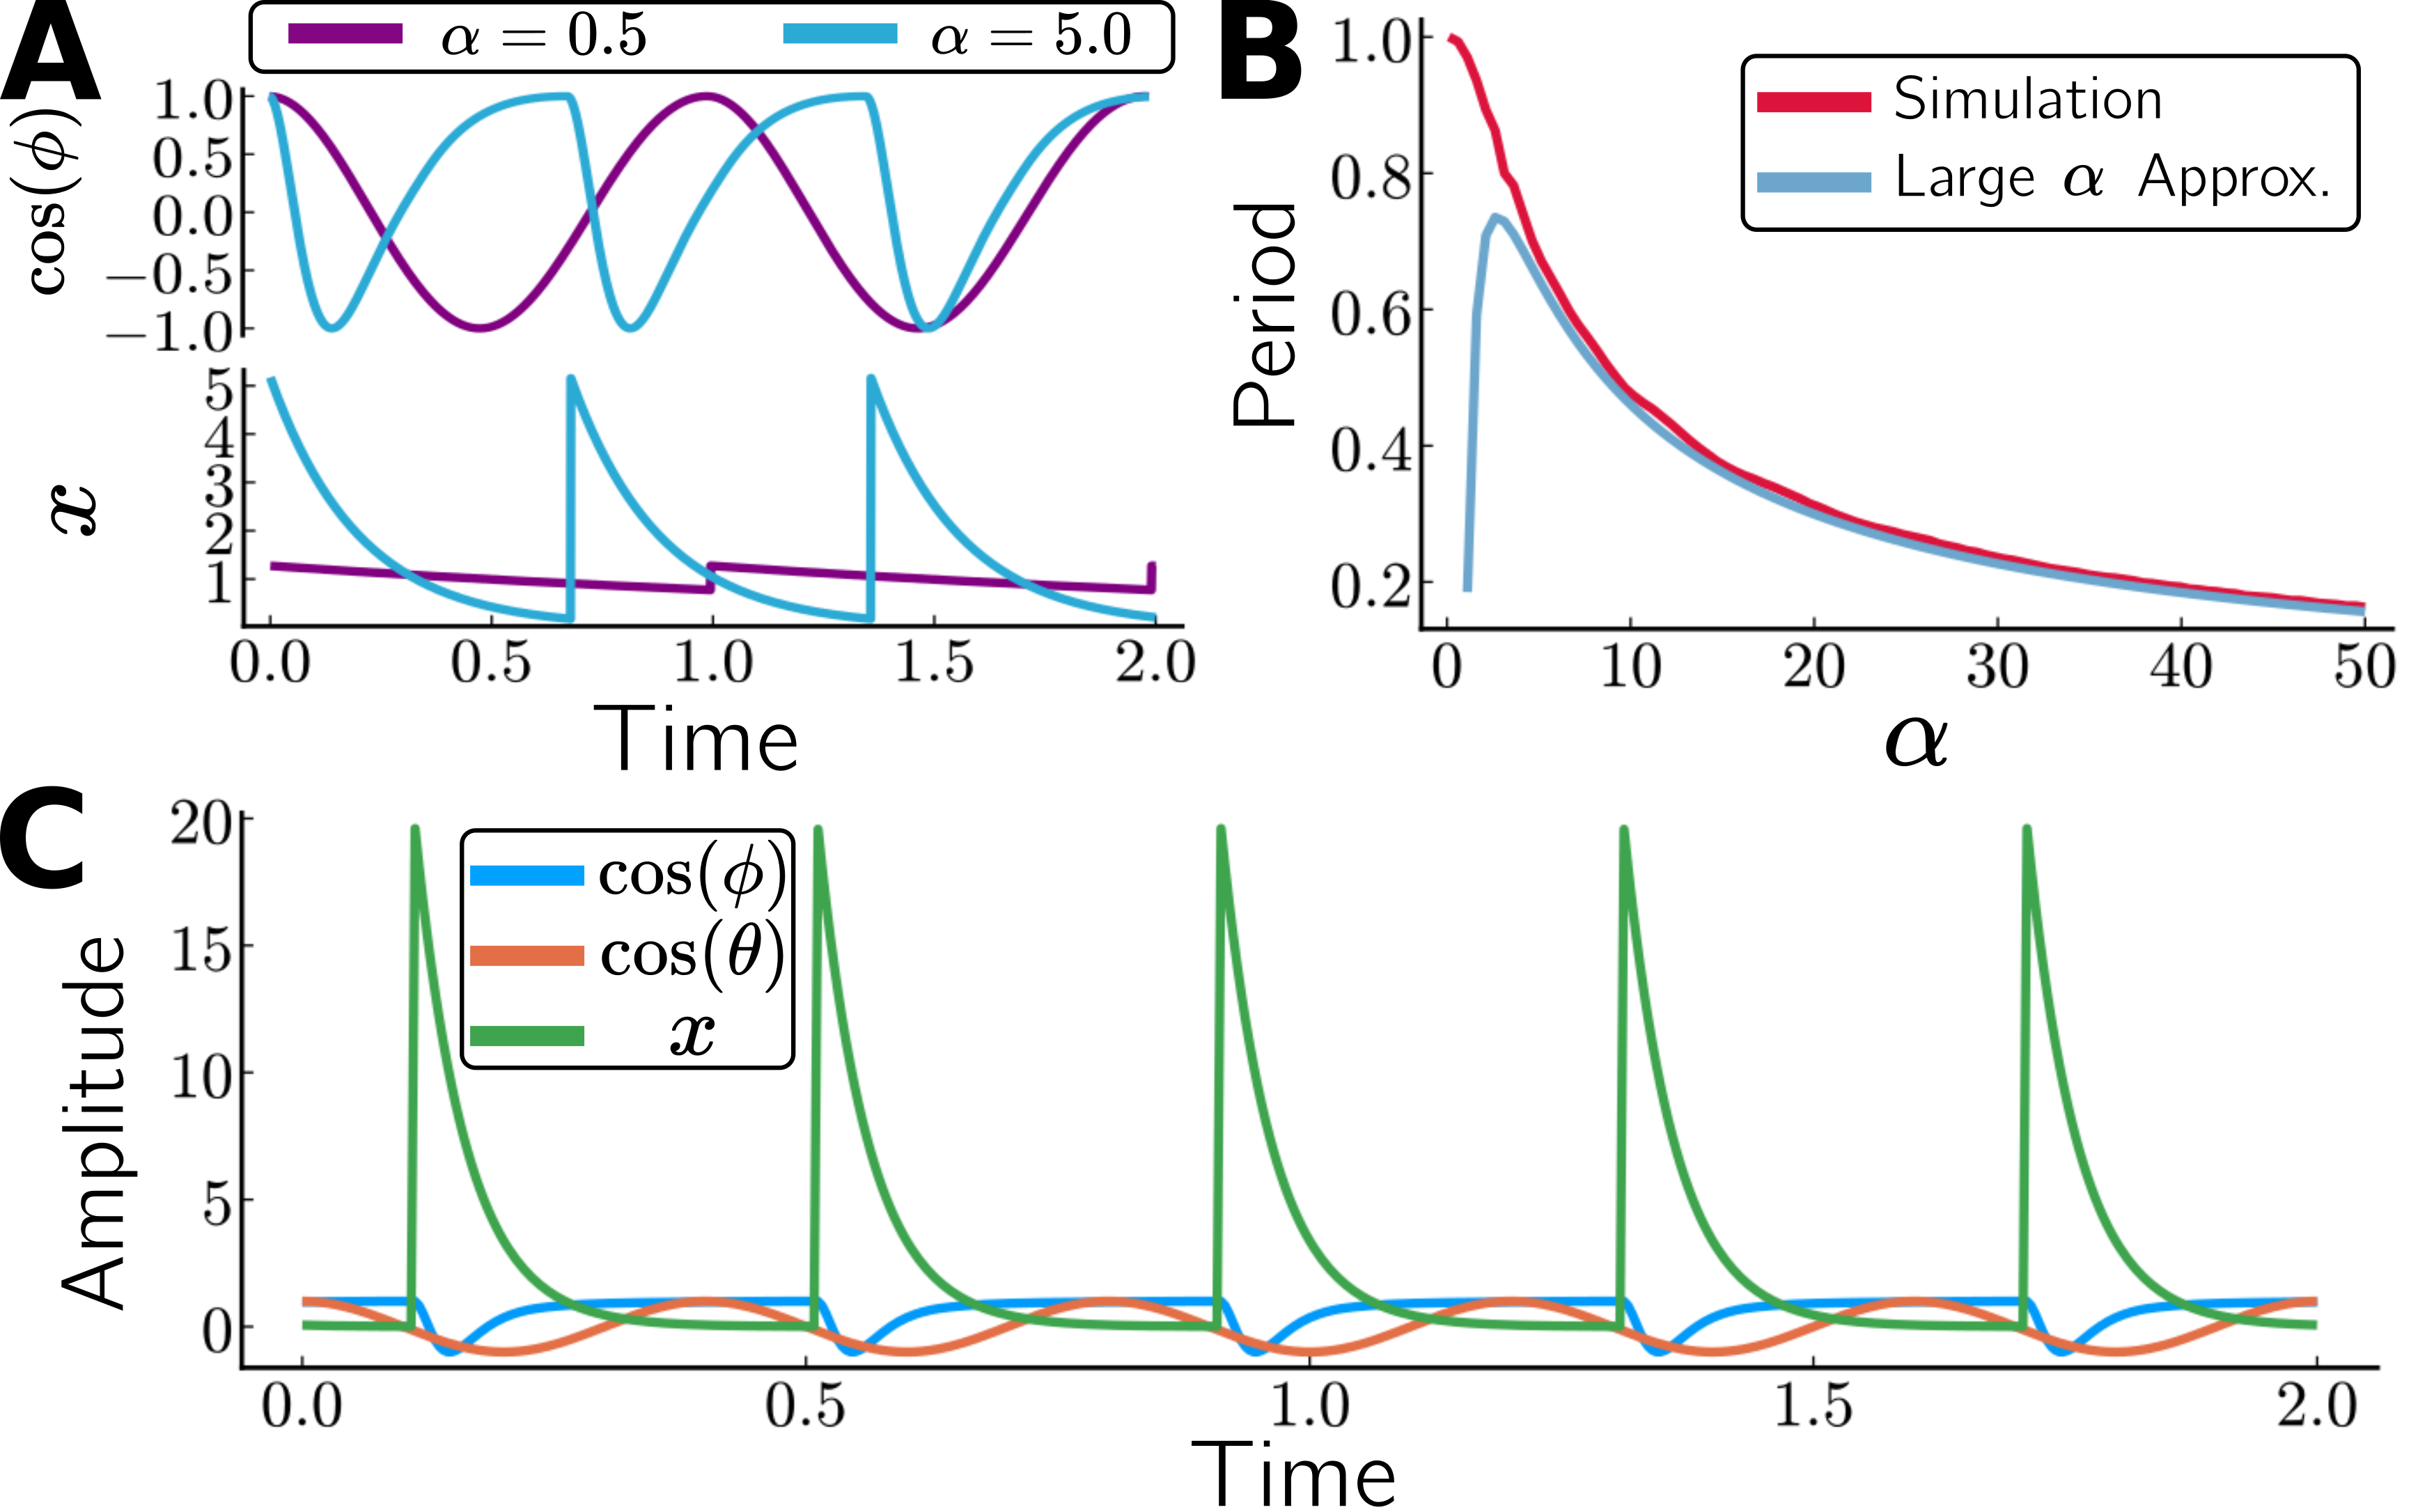 A
α = 0.5 α = 5.0
cos(ϕ)
1.0
0.5
0.0
−0.5
−1.0
x
5
4
3
2
1
0.0 0.5 1.0 1.5 2.0
Time
B
Period
1.0
0.8
0.6
0.4
0.2
Simulation
Large α Approx.
0 10 20 30 40 50
α
C
Amplitude
20
15
10
5
0
cos(ϕ)
cos(θ)
x
0.0 0.5 1.0 1.5 2.0
Time